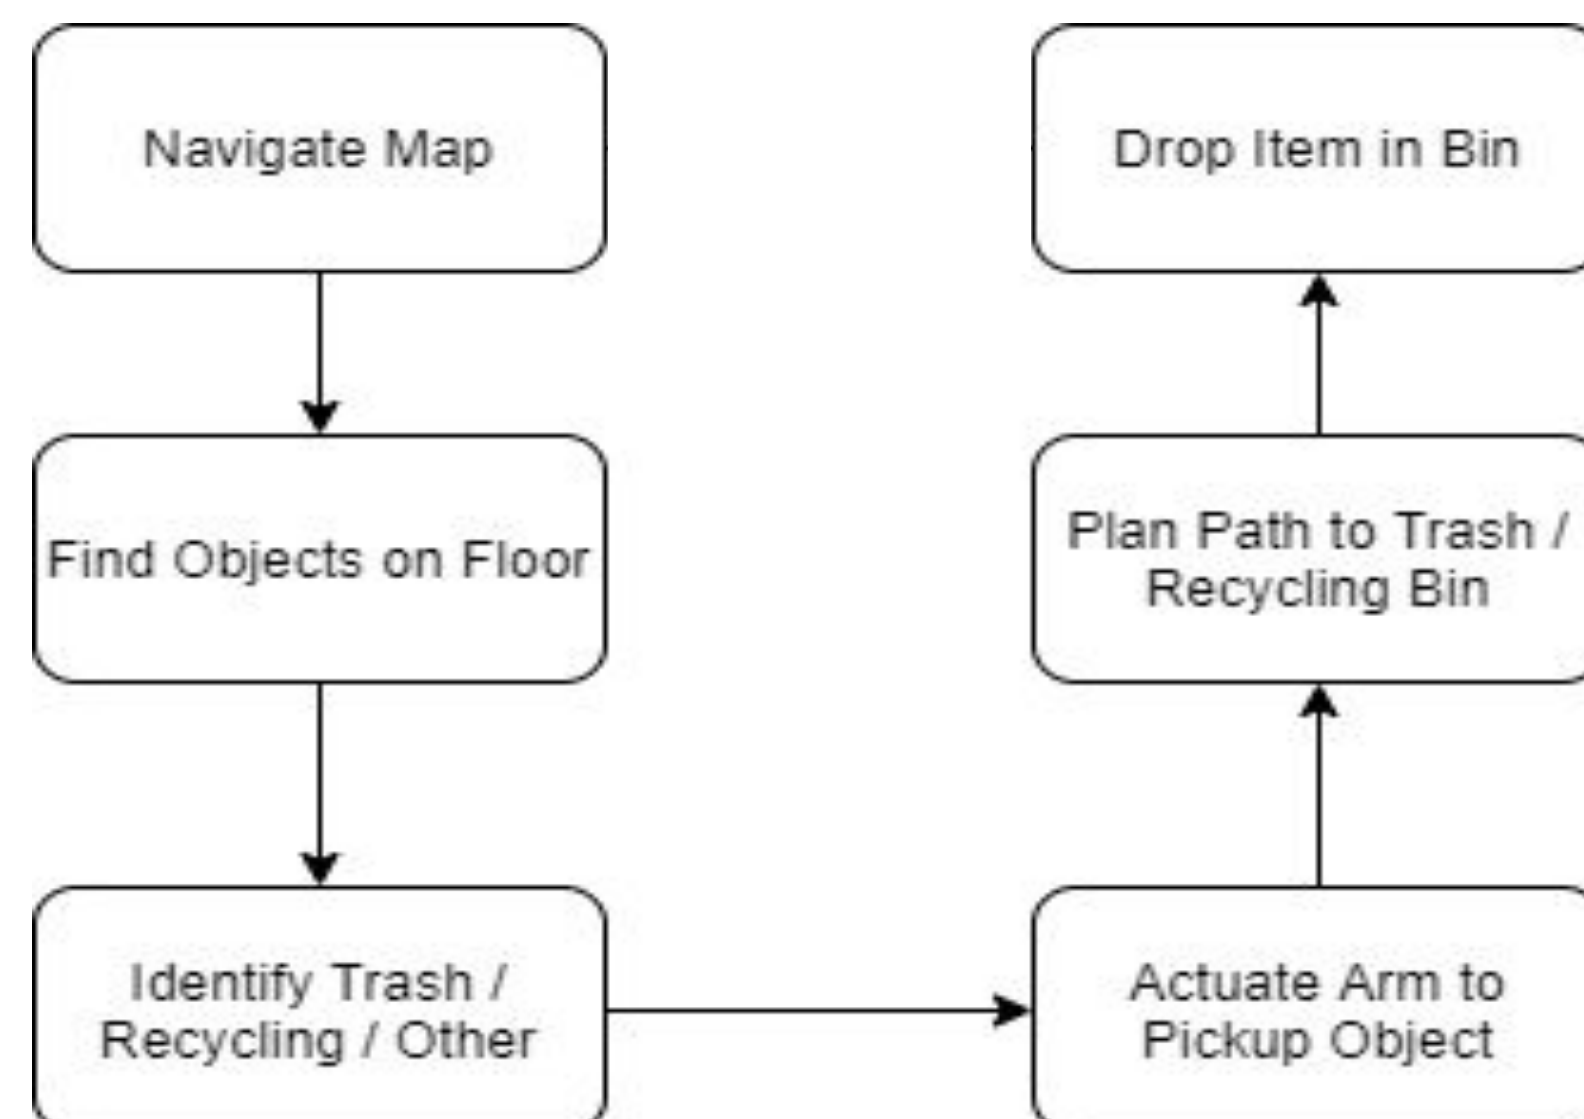 Navigate Map
Find Objects on Floor
Identify Trash /
Recycling / Other
Actuate Arm to
Pickup Object
Plan Path to Trash /
Recycling Bin
Drop Item in Bin